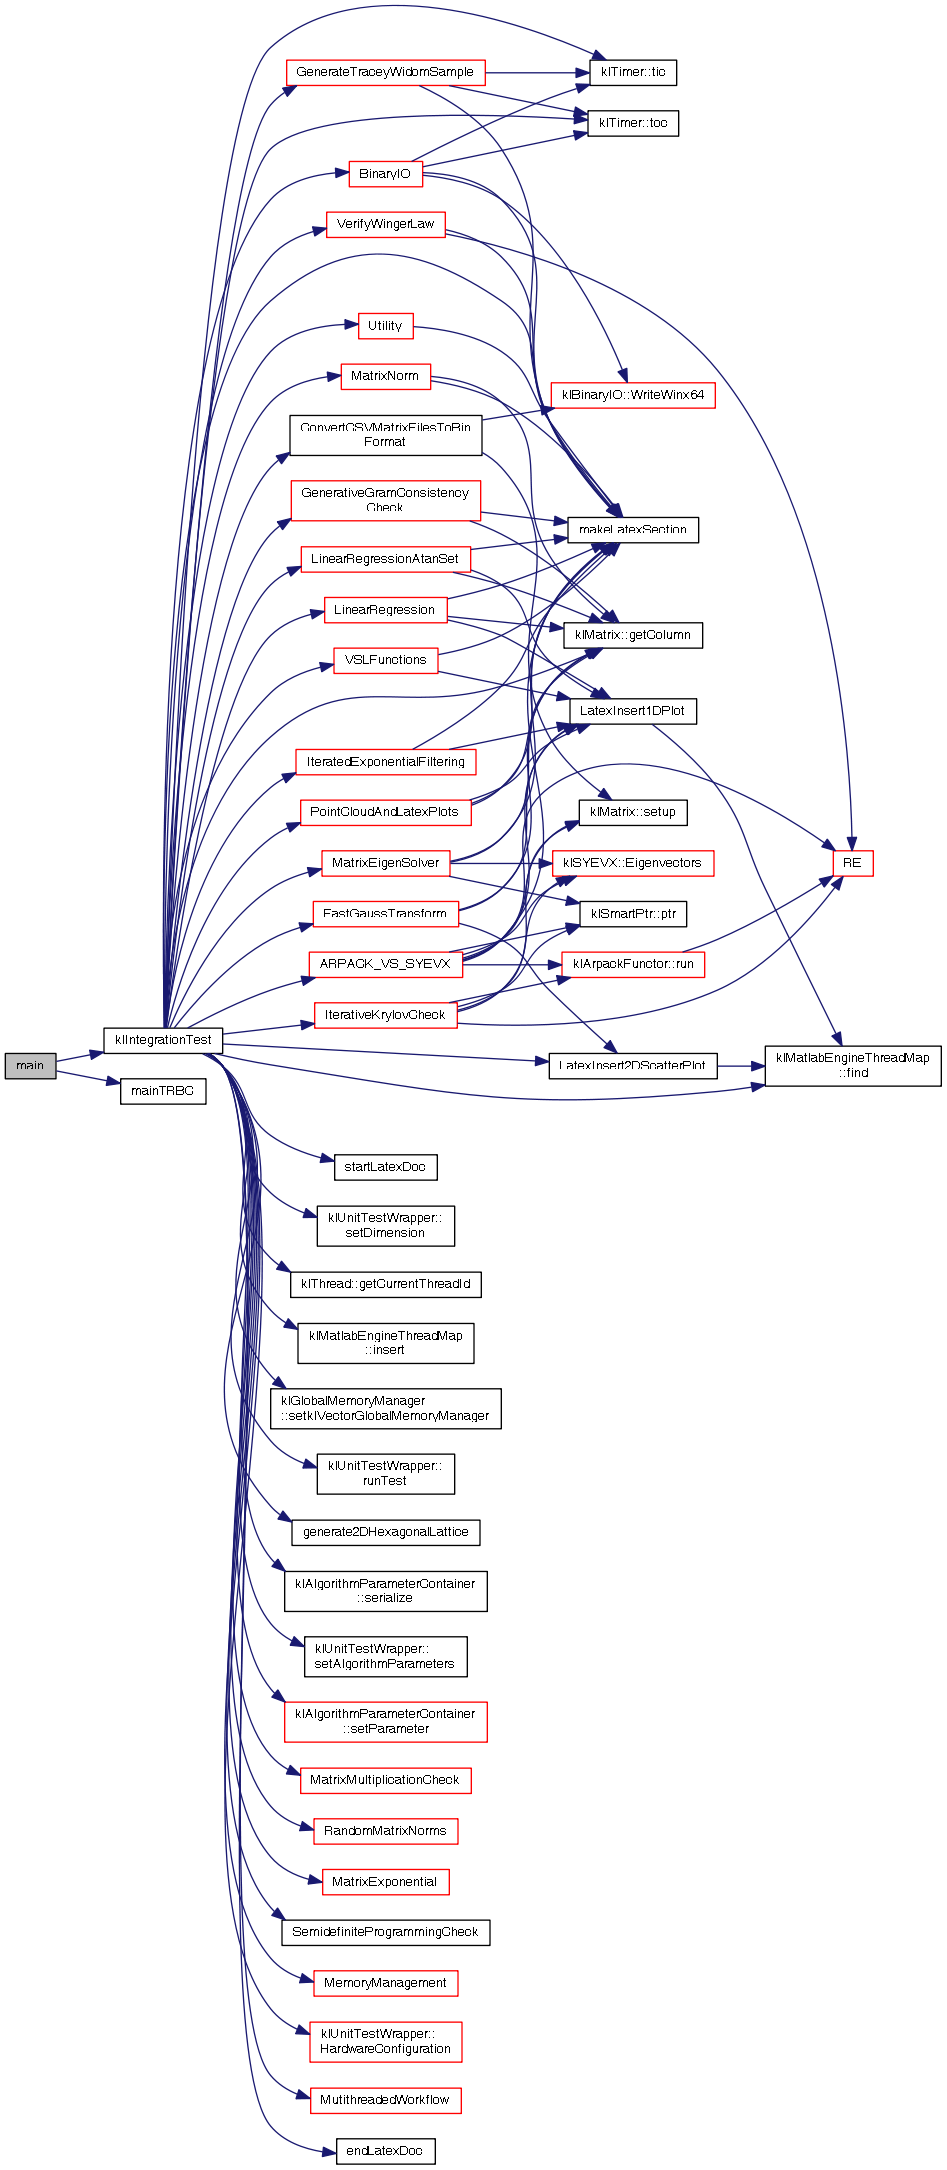 GenerateTraceyWidomSample
klTimer::tic
klTimer::toc
BinaryIO
VerifyWingerLaw
Utility
MatrixNorm
klBinaryIO::WriteWinx64
ConvertCSVMatrixFilesToBin
Format
GenerativeGramConsistency
Check
makeLatexSection
LinearRegressionAtanSet
LinearRegression
klMatrix::getColumn
VSLFunctions
LatexInsert1DPlot
IteratedExponentialFiltering
PointCloudAndLatexPlots
klMatrix::setup
MatrixEigenSolver
klSYEVX::Eigenvectors
RE
FastGaussTransform
klSmartPtr::ptr
ARPACK_VS_SYEVX
klArpackFunctor::run
IterativeKrylovCheck
klIntegrationTest
main
LatexInsert2DScatterPlot
klMatlabEngineThreadMap
::find
mainTRBC
startLatexDoc
klUnitTestWrapper::
setDimension
klThread::getCurrentThreadId
klMatlabEngineThreadMap
::insert
klGlobalMemoryManager
::setklVectorGlobalMemoryManager
klUnitTestWrapper::
runTest
generate2DHexagonalLattice
klAlgorithmParameterContainer
::serialize
klUnitTestWrapper::
setAlgorithmParameters
klAlgorithmParameterContainer
::setParameter
MatrixMultiplicationCheck
RandomMatrixNorms
MatrixExponential
SemidefiniteProgrammingCheck
MemoryManagement
klUnitTestWrapper::
HardwareConfiguration
MutithreadedWorkflow
endLatexDoc